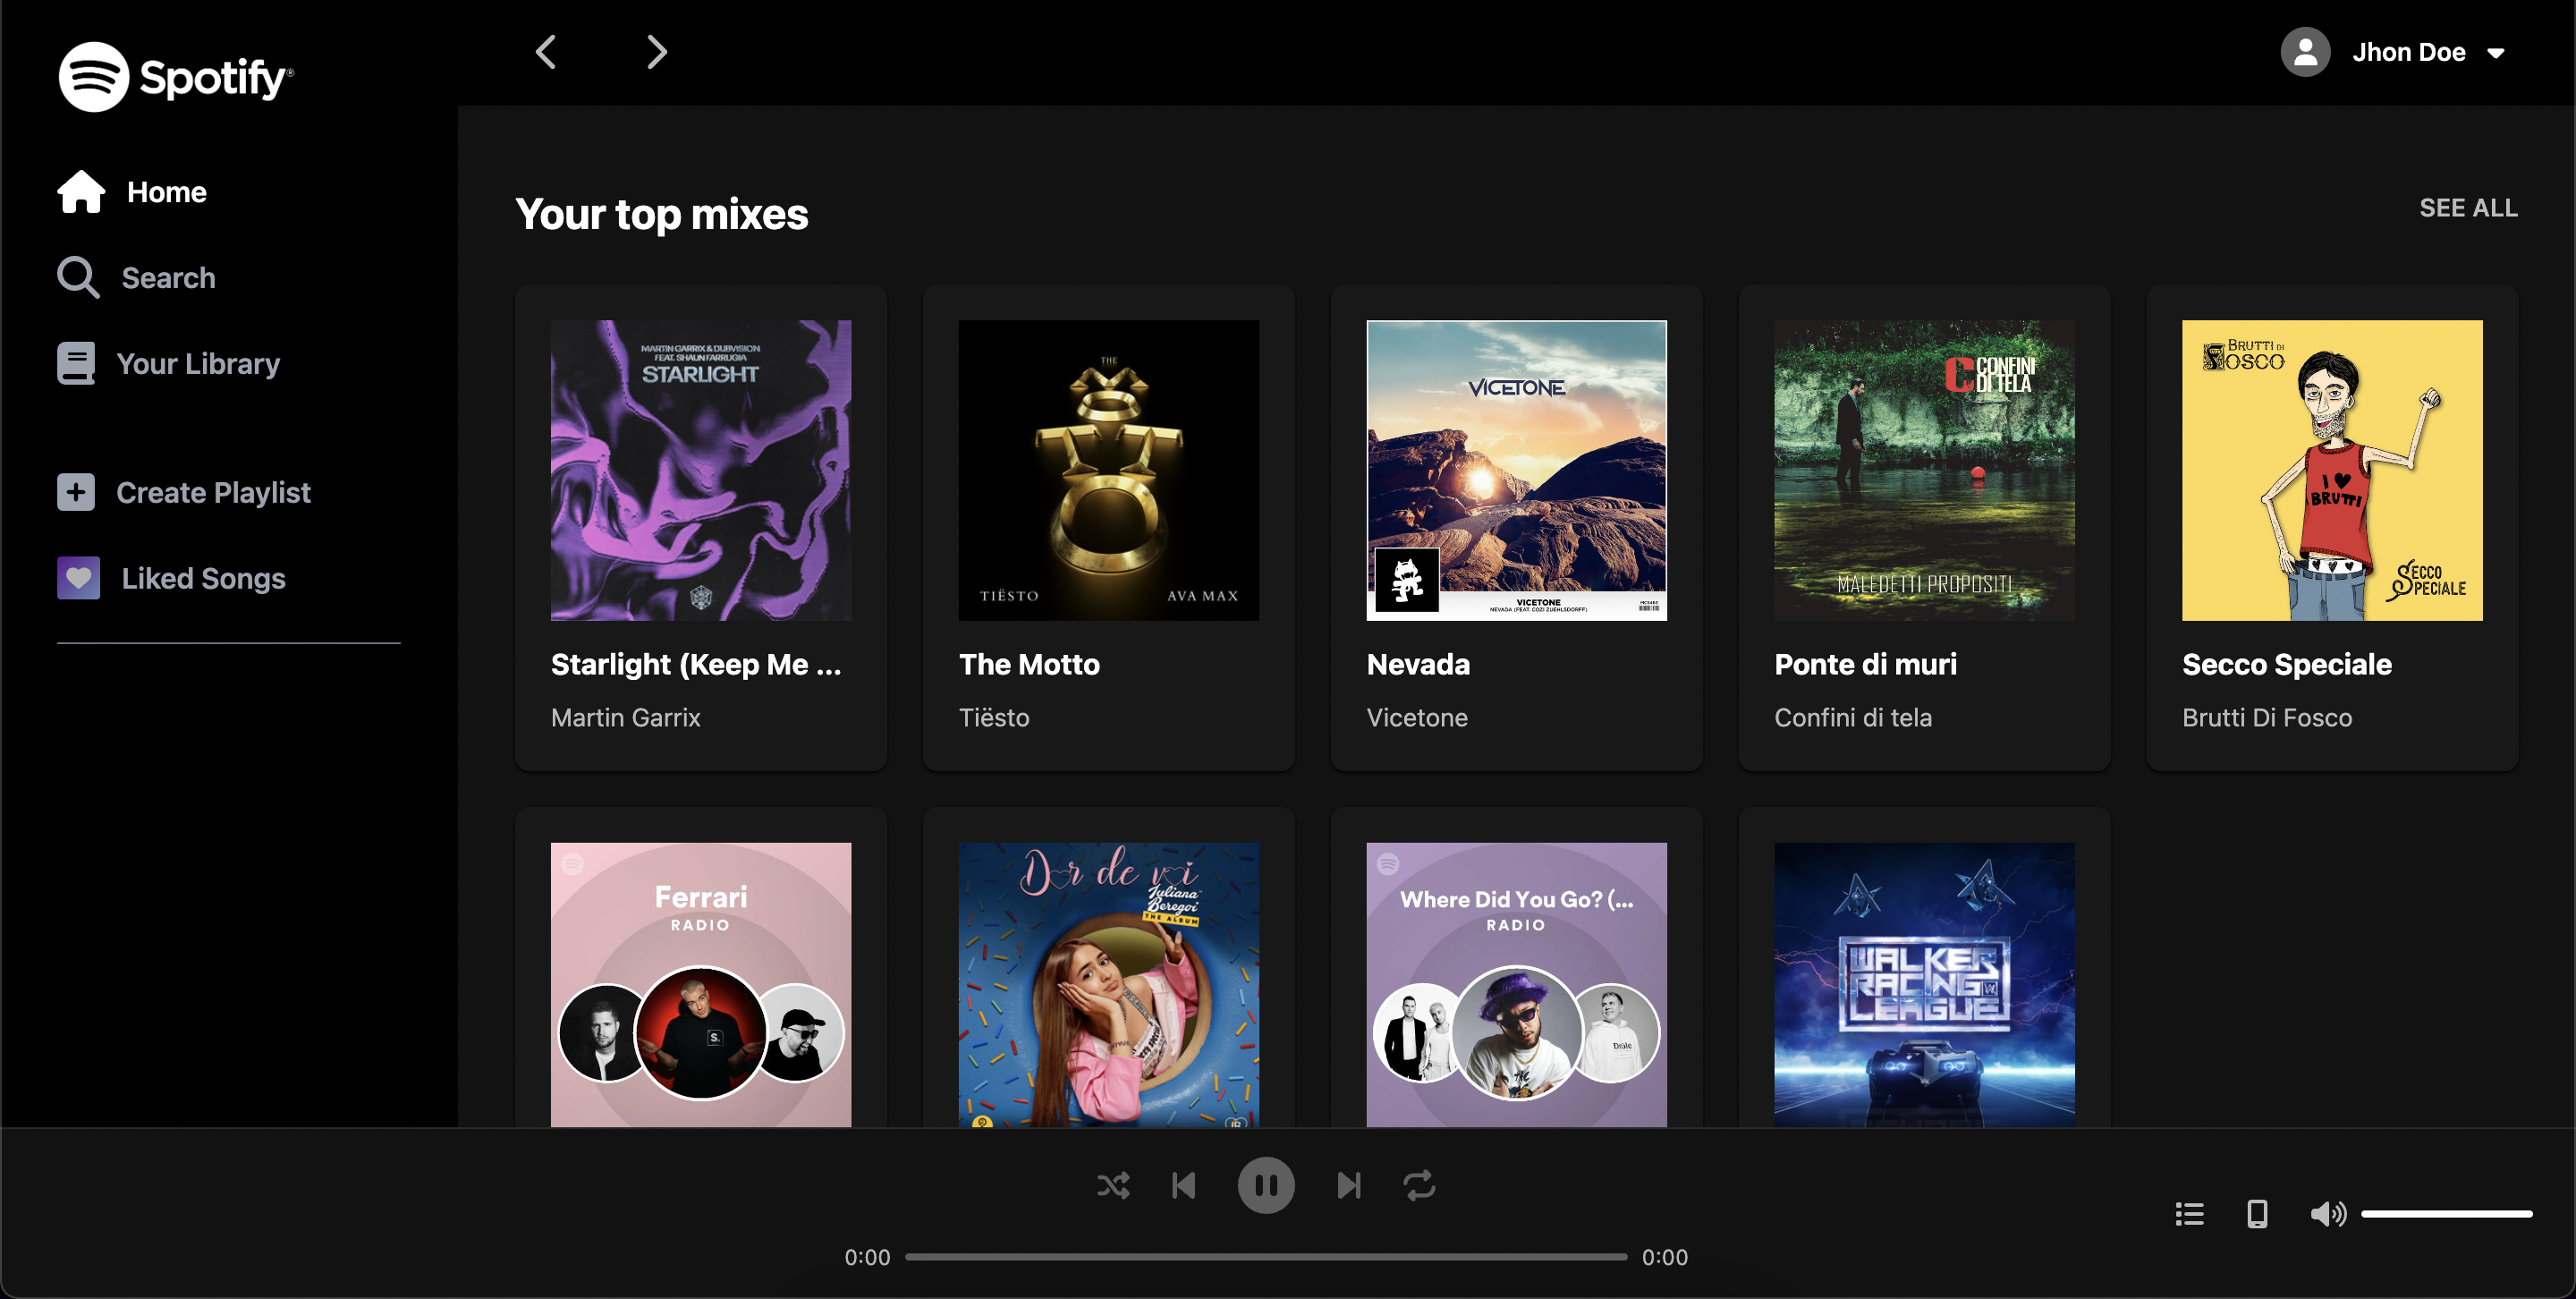 Spotify®
Jhon Doe
Home
Search
Your Library
Create Playlist
Liked Songs
Your top mixes
SEE ALL
MARTIN GARRIX & DUBVISION
FEAT. SHAUN FARRUGIA
STARLIGHT
Starlight (Keep Me ...
Martin Garrix
THE
MOTTO
TIËSTO
AVA MAX
The Motto
Tiësto
VICETONE
VICETONE
NEVADA (FEAT. COZI ZUEHLSDORFF)
Nevada
Vicetone
CONFINI
DI TELA
MALEDETTI PROPOSITI
Ponte di muri
Confini di tela
BRUTTI DI
FOSCO
I ♥
BRUTTI
SECCO
SPECIALE
Secco Speciale
Brutti Di Fosco
Ferrari
RADIO
Dor de voi
Iuliana
Beregoi
THE ALBUM
Where Did You Go? (...
RADIO
WALKER
RACING
LEAGUE
0:00
0:00